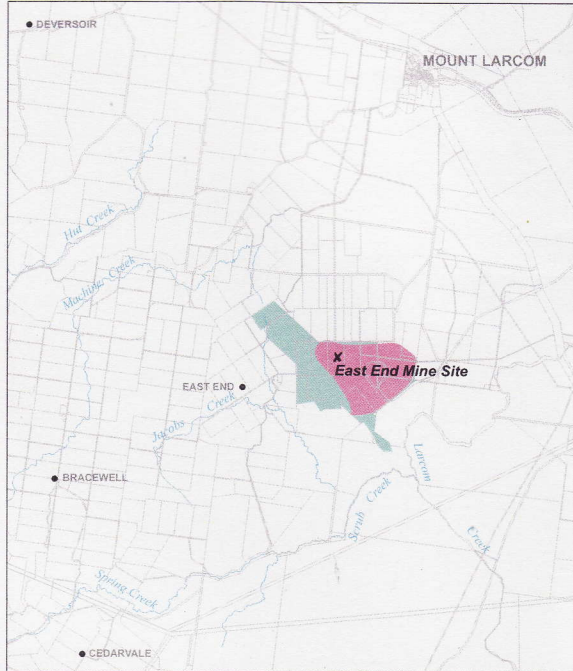 DEVERSOIR
MOUNT LARCOM
Hut Creek
Machine Creek
East End Mine Site
EAST END
Jacobs Creek
BRACEWELL
Larcom Creek
Scrub Creek
Spring Creek
CEDARVALE